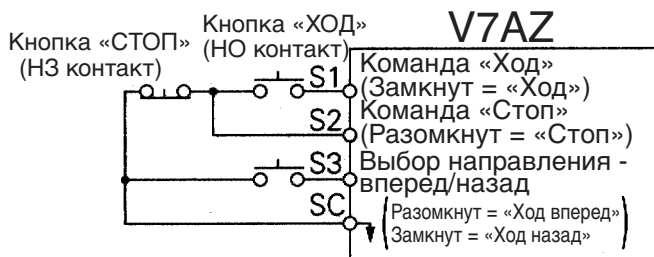 V7AZ
Кнопка «СТОП»
(НЗ контакт)
Кнопка «ХОД»
(НО контакт)
S1
Команда «Ход»
(Замкнут = «Ход»)
S2
Команда «Стоп»
(Разомкнут = «Стоп»)
S3
Выбор направления -
вперед/назад
SC
(Разомкнут = «Ход вперед»
Замкнут = «Ход назад»)